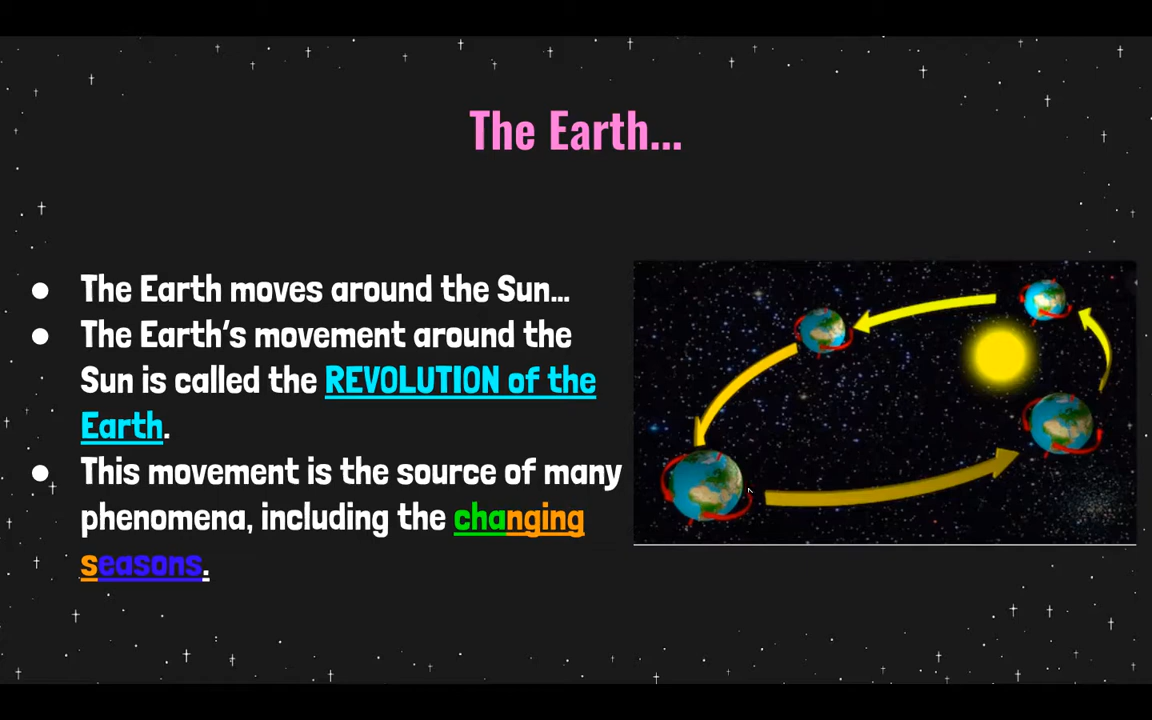 The Earth...
● The Earth moves around the Sun...
● The Earth's movement around the
Sun is called the REVOLUTION of the
Earth.
● This movement is the source of many
phenomena, including the changing
seasons.